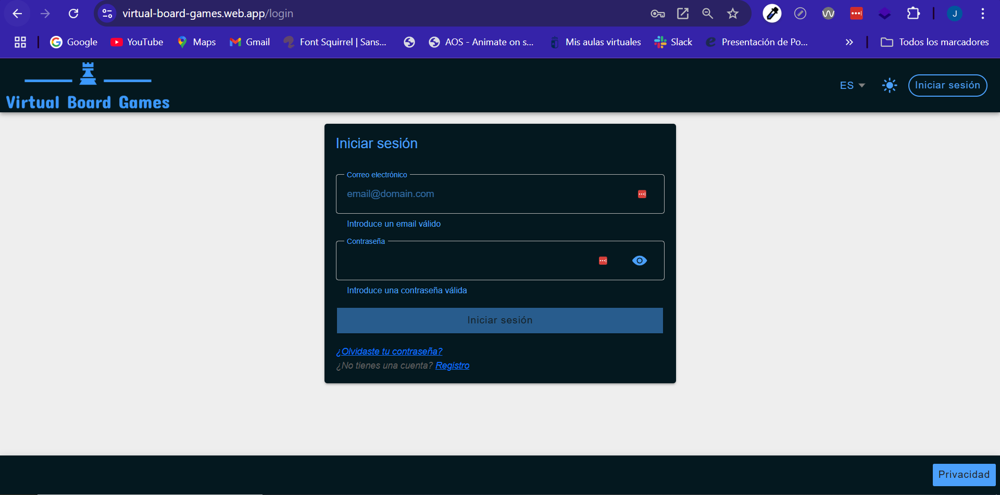 virtual-board-games.web.app/login
J
Google
YouTube
Maps
Gmail
Font Squirrel | Sans...
AOS - Animate on s...
Mis aulas virtuales
Slack
Presentación de Po...
Todos los marcadores
Virtual Board Games
ES
Iniciar sesión
Iniciar sesión
Correo electrónico
email@domain.com
Introduce un email válido
Contraseña
Introduce una contraseña válida
Iniciar sesión
¿Olvidaste tu contraseña?
¿No tienes una cuenta? Registro
Privacidad